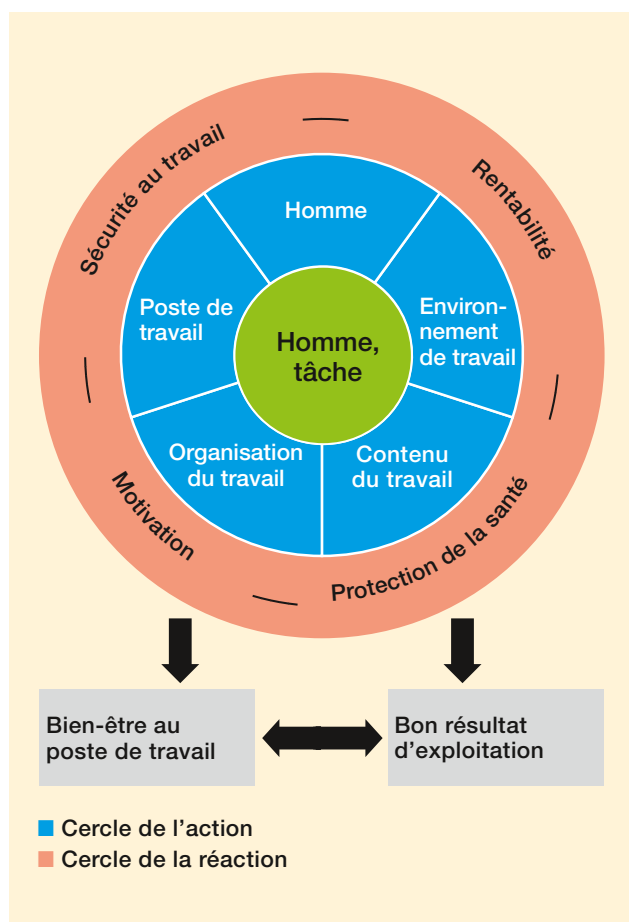 Sécurité au travail
Rentabilité
Homme
Poste de
travail
Environ-
nement
de travail
Homme,
tâche
Organisation
du travail
Contenu
du travail
Motivation
Protection de la santé
Bien-être au
poste de travail
Bon résultat
d’exploitation
Cercle de l’action
Cercle de la réaction